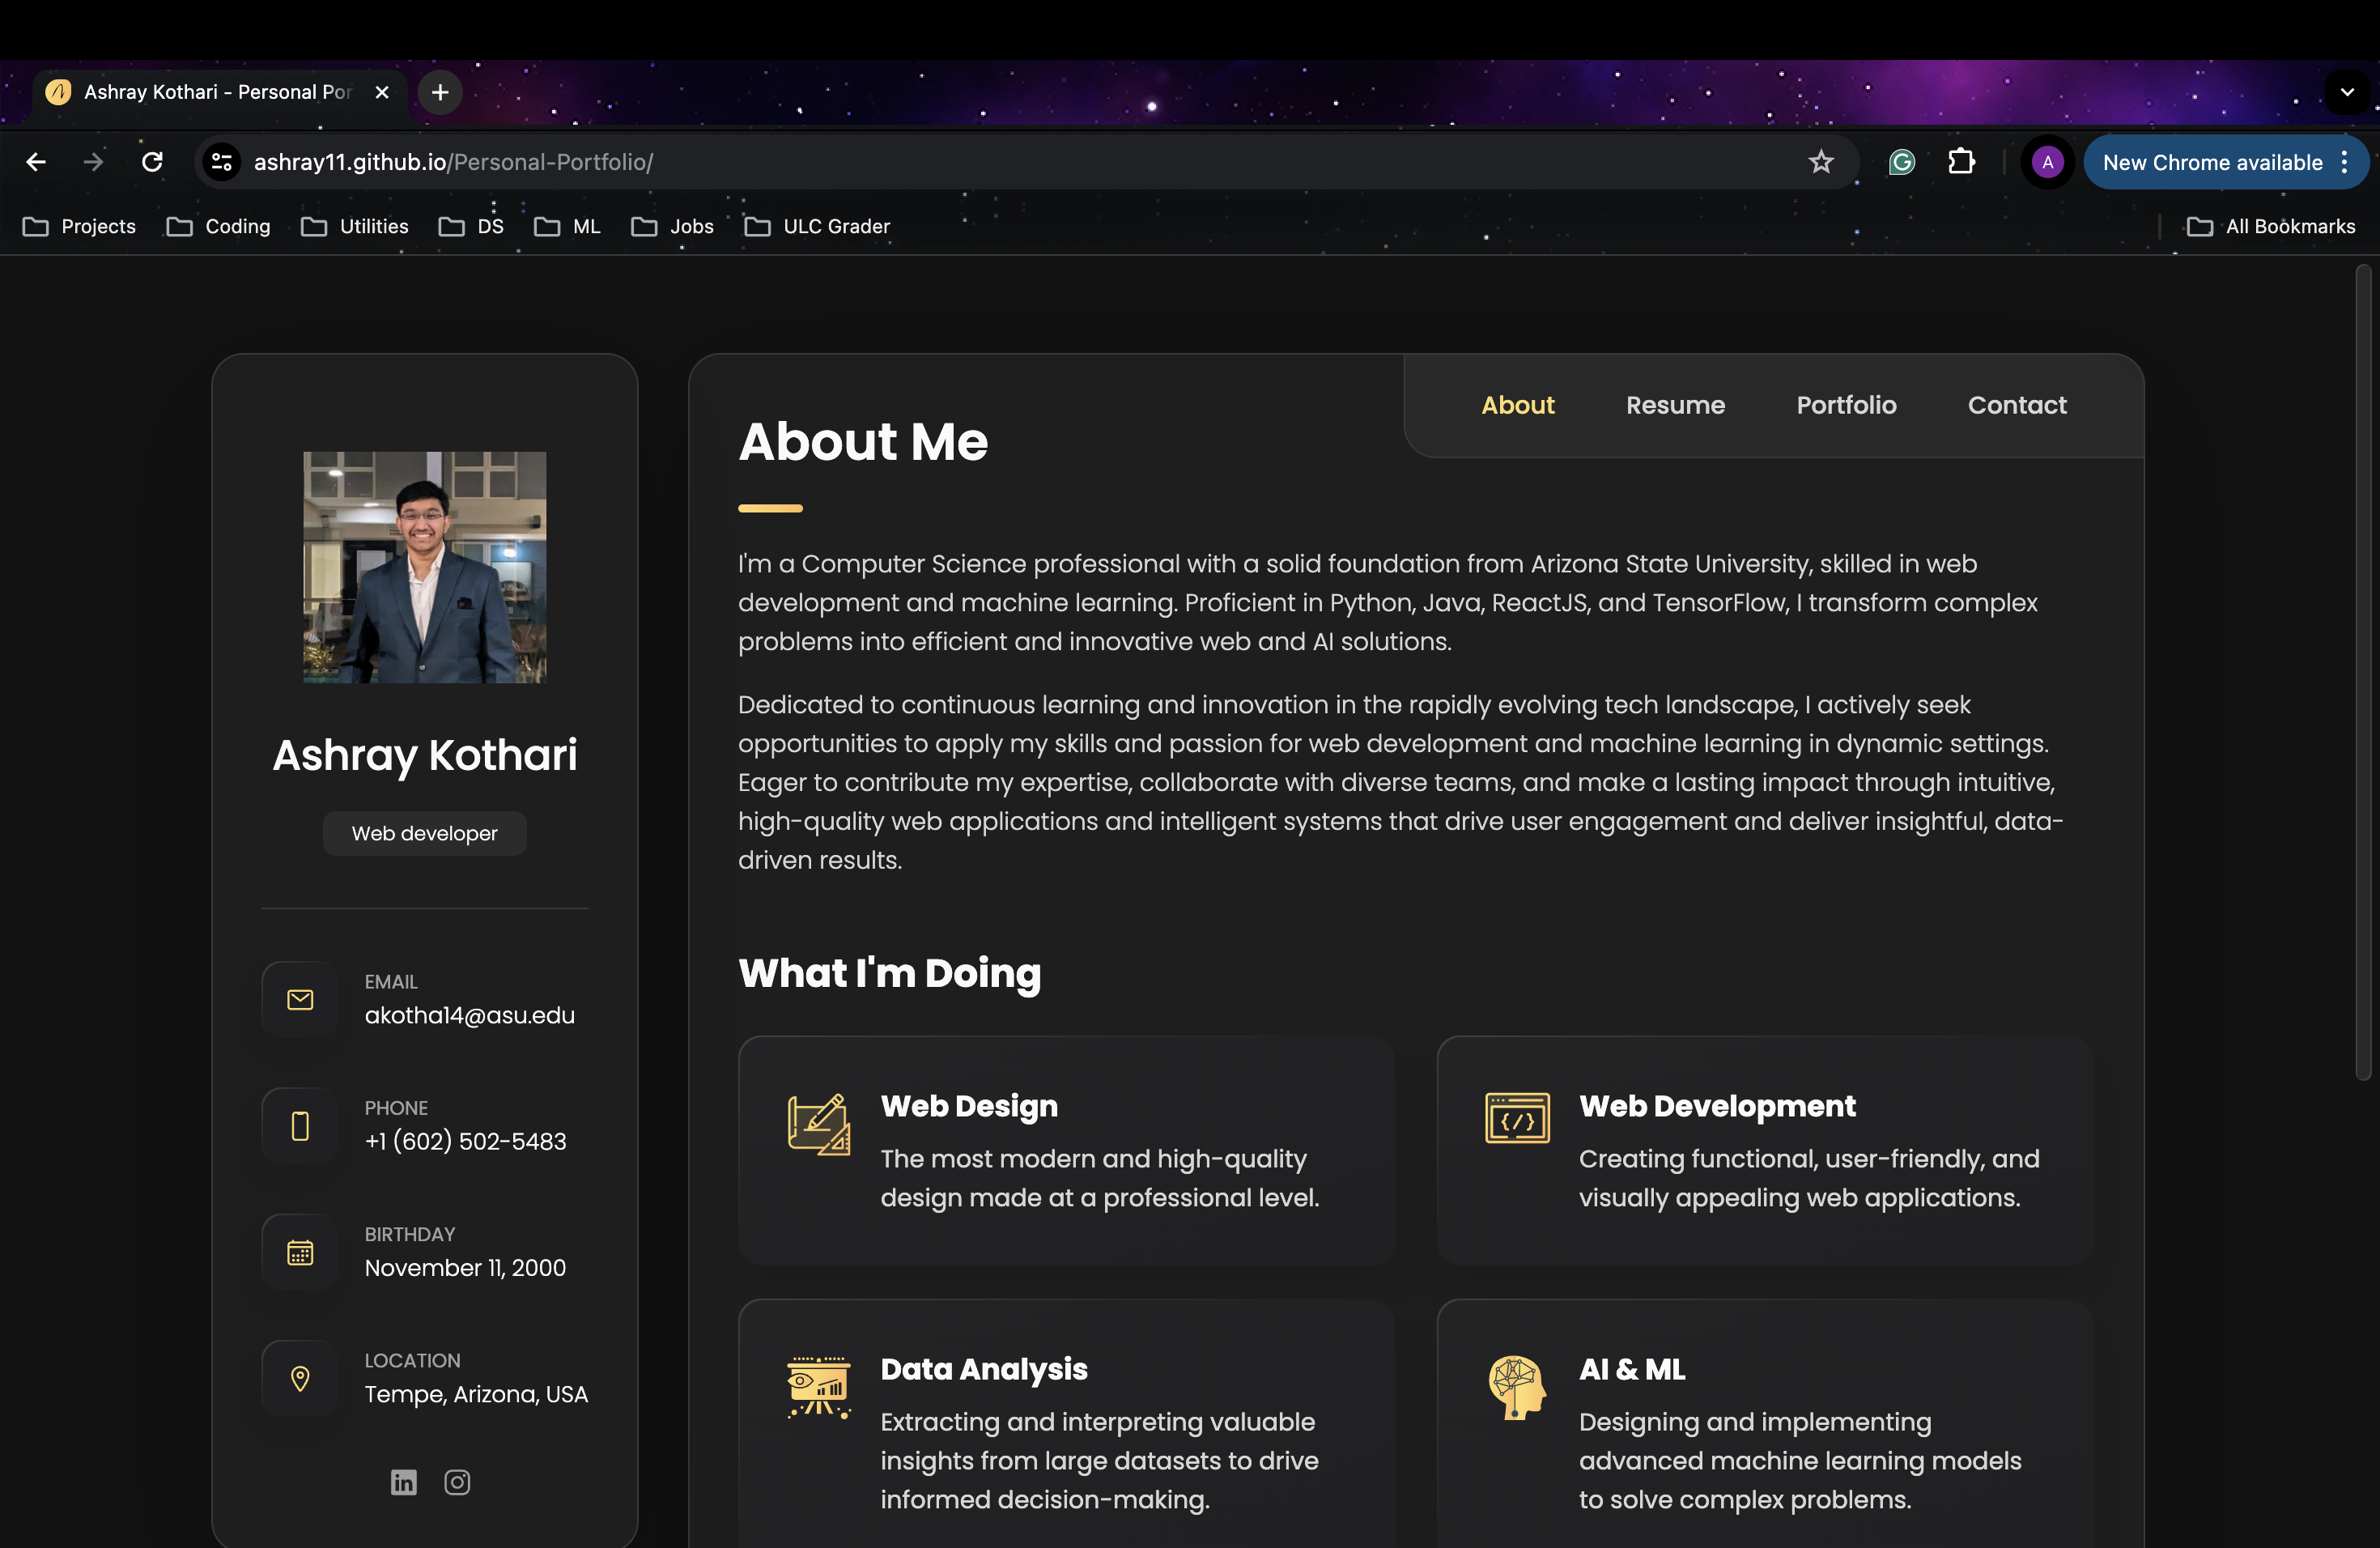 Ashray Kothari - Personal Por
ashray11.github.io/Personal-Portfolio/
A
New Chrome available
Projects
Coding
Utilities
DS
ML
Jobs
ULC Grader
All Bookmarks
Ashray Kothari
Web developer
EMAIL
akotha14@asu.edu
PHONE
+1 (602) 502-5483
BIRTHDAY
November 11, 2000
LOCATION
Tempe, Arizona, USA
in
About
Resume
Portfolio
Contact
About Me
I'm a Computer Science professional with a solid foundation from Arizona State University, skilled in web
development and machine learning. Proficient in Python, Java, ReactJS, and TensorFlow, I transform complex
problems into efficient and innovative web and AI solutions.
Dedicated to continuous learning and innovation in the rapidly evolving tech landscape, I actively seek
opportunities to apply my skills and passion for web development and machine learning in dynamic settings.
Eager to contribute my expertise, collaborate with diverse teams, and make a lasting impact through intuitive,
high-quality web applications and intelligent systems that drive user engagement and deliver insightful, data-
driven results.
What I'm Doing
Web Design
The most modern and high-quality
design made at a professional level.
Web Development
Creating functional, user-friendly, and
visually appealing web applications.
Data Analysis
Extracting and interpreting valuable
insights from large datasets to drive
informed decision-making.
AI & ML
Designing and implementing
advanced machine learning models
to solve complex problems.